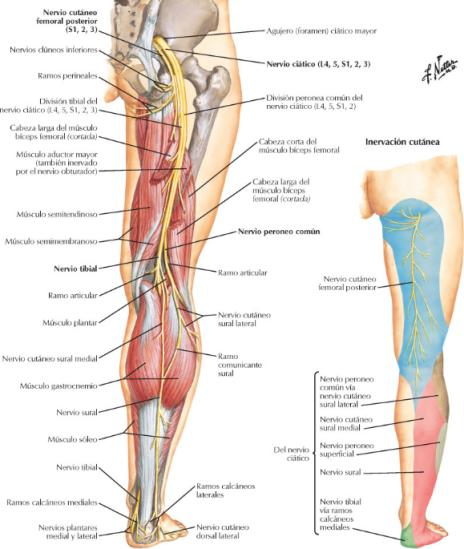 Nervio cutáneo
femoral posterior
(S1, 2, 3)
Nervios clúneos inferiores
Ramos perineales
División tibial del
nervio ciático (L4, 5, S1, 2, 3)
Cabeza larga del músculo
bíceps femoral (cortada)
Músculo aductor mayor
(también inervado
por el nervio obturador)
Músculo semitendinoso
Músculo semimembranoso
Nervio tibial
Ramo articular
Músculo plantar
Nervio cutáneo sural medial
Músculo gastrocnemio
Nervio sural
Músculo sóleo
Nervio tibial
Ramos calcáneos mediales
Nervios plantares
medial y lateral
Agujero (foramen) ciático mayor
Nervio ciático (L4, 5, S1, 2, 3)
División peronea común del
nervio ciático (L4, 5, S1, 2)
Cabeza corta del
músculo bíceps femoral
Cabeza larga del
músculo bíceps
femoral (cortada)
Nervio peroneo común
Ramo articular
Nervio cutáneo
sural lateral
Ramo
comunicante
sural
Ramos calcáneos
laterales
Nervio cutáneo
dorsal lateral
F. Netter
M.D.
Inervación cutánea
Nervio cutáneo
femoral posterior
Del nervio
ciático
Nervio peroneo
común vía
nervio cutáneo
sural lateral
Nervio cutáneo
sural medial
Nervio peroneo
superficial
Nervio sural
Nervio tibial
vía ramos
calcáneos
mediales